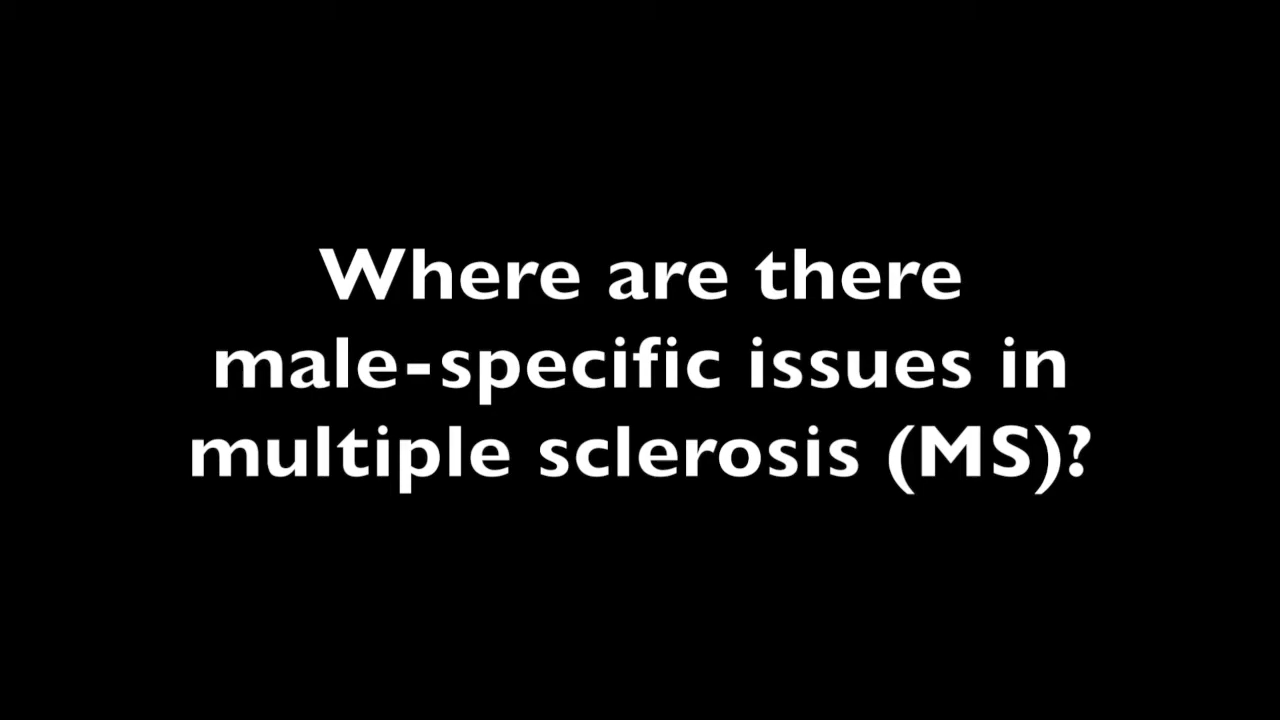 Where are there
male-specific issues in
multiple sclerosis (MS)?